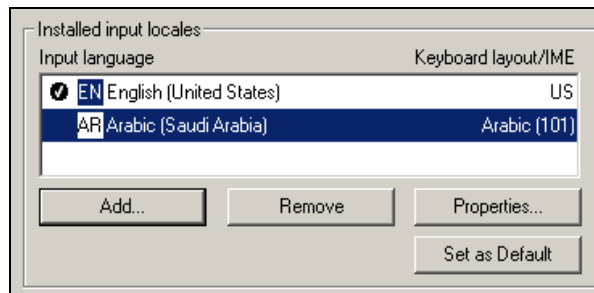 Installed input locales
Input language Keyboard layout/IME
EN English (United States) US
AR Arabic (Saudi Arabia) Arabic (101)
Add... Remove Properties...
Set as Default